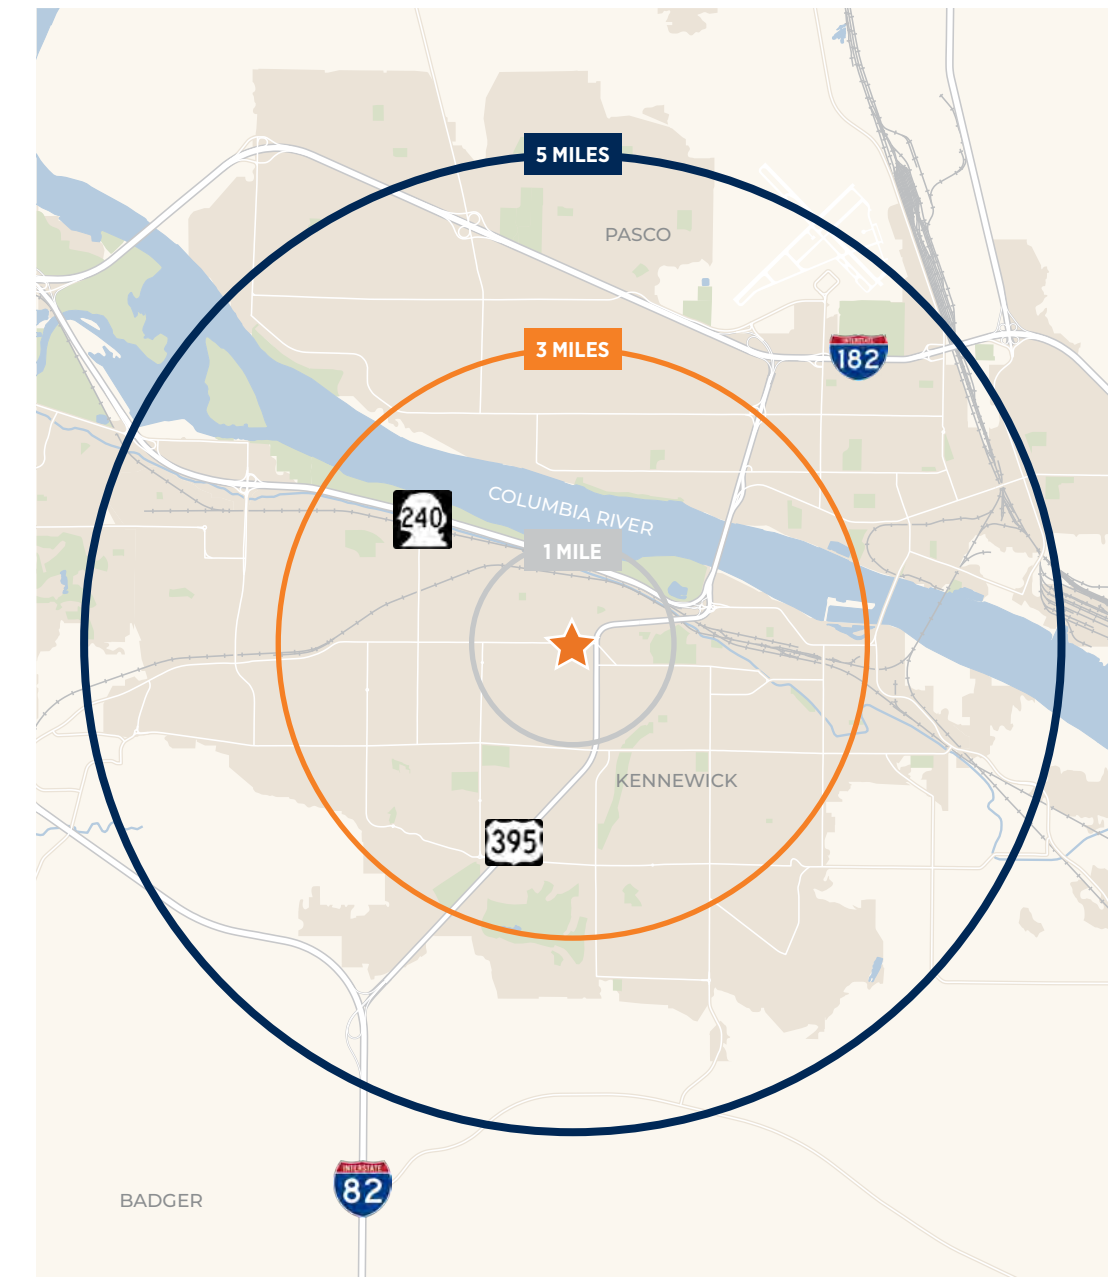 5 MILES
PASCO
3 MILES
INTERSTATE
182
240
COLUMBIA RIVER
1 MILE
KENNEWICK
395
INTERSTATE
82
BADGER